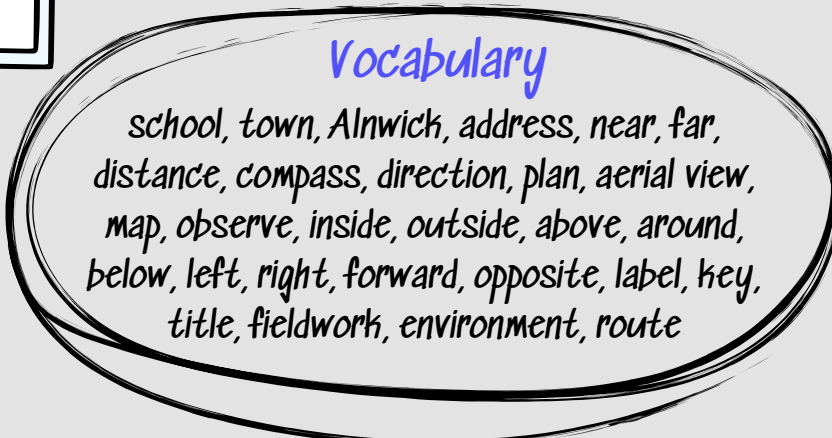 Vocabulary
school, town, Alnwick, address, near, far,
distance, compass, direction, plan, aerial view,
map, observe, inside, outside, above, around,
below, left, right, forward, opposite, label, key,
title, fieldwork, environment, route